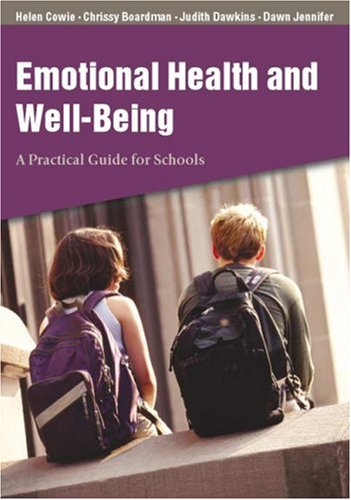 Helen Cowie • Chrissy Boardman • Judith Dawkins • Dawn Jennifer
Emotional Health and
Well-Being
A Practical Guide for Schools